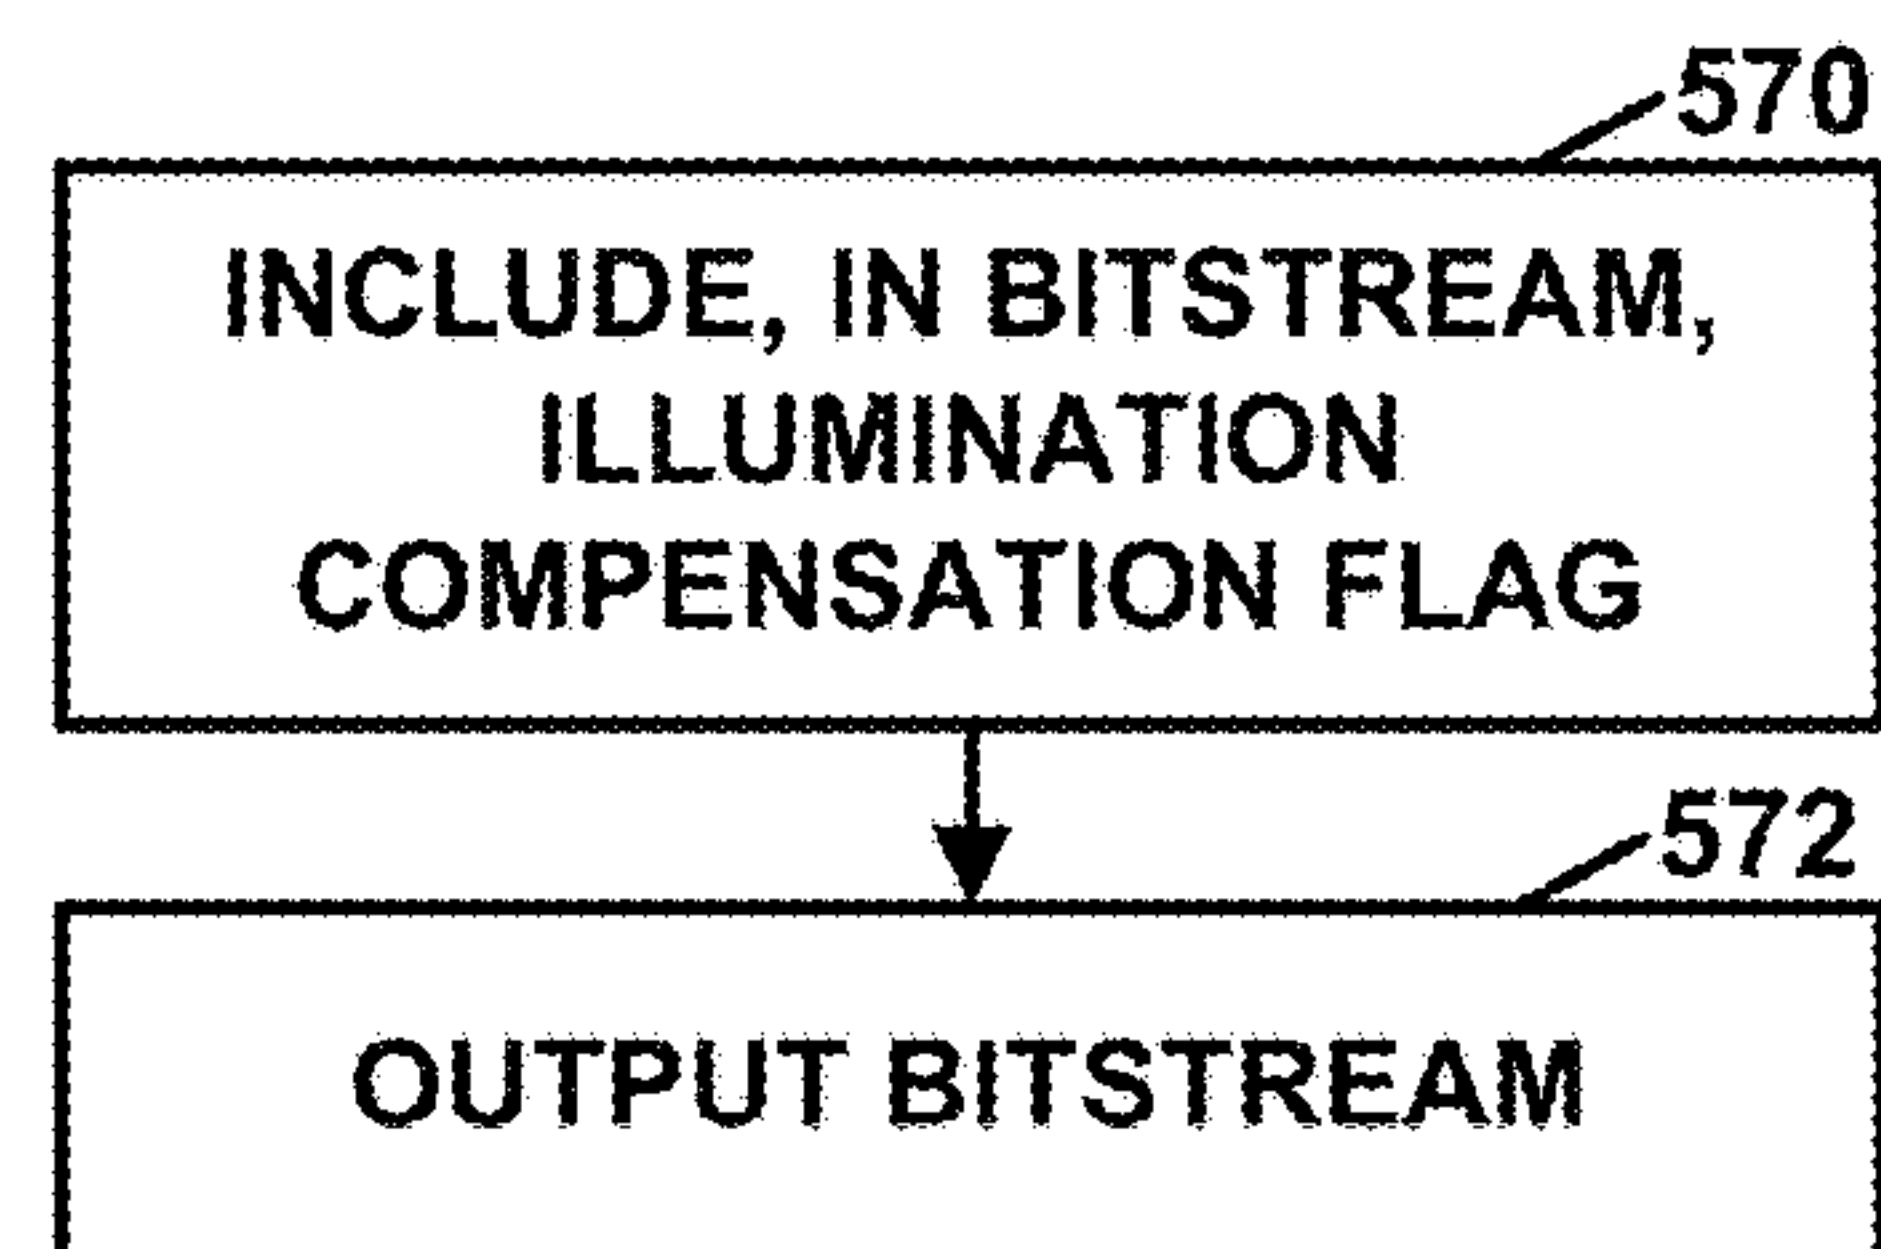 570
INCLUDE, IN BITSTREAM,
ILLUMINATION
COMPENSATION FLAG
572
OUTPUT BITSTREAM